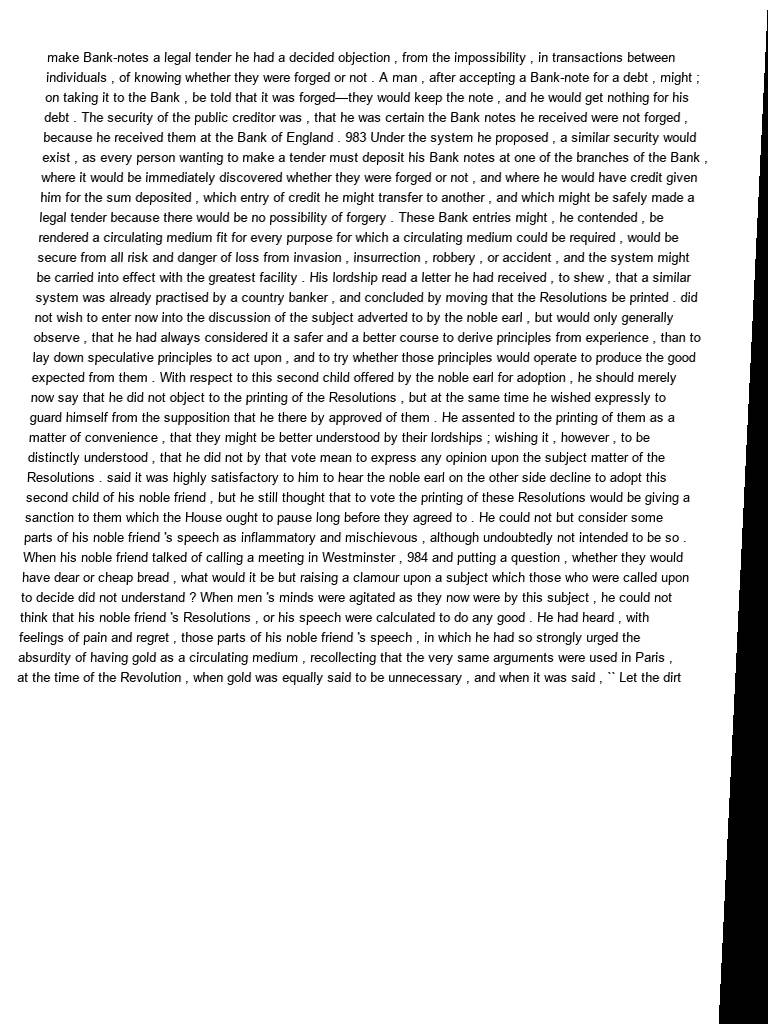 make Bank-notes a legal tender he had a decided objection , from the impossibility , in transactions between
individuals , of knowing whether they were forged or not . A man , after accepting a Bank-note for a debt , might ;
on taking it to the Bank , be told that it was forged—they would keep the note , and he would get nothing for his
debt . The security of the public creditor was , that he was certain the Bank notes he received were not forged ,
because he received them at the Bank of England . 983 Under the system he proposed , a similar security would
exist , as every person wanting to make a tender must deposit his Bank notes at one of the branches of the Bank ,
where it would be immediately discovered whether they were forged or not , and where he would have credit given
him for the sum deposited , which entry of credit he might transfer to another , and which might be safely made a
legal tender because there would be no possibility of forgery . These Bank entries might , he contended , be
rendered a circulating medium fit for every purpose for which a circulating medium could be required , would be
secure from all risk and danger of loss from invasion , insurrection , robbery , or accident , and the system might
be carried into effect with the greatest facility . His lordship read a letter he had received , to shew , that a similar
system was already practised by a country banker , and concluded by moving that the Resolutions be printed . did
not wish to enter now into the discussion of the subject adverted to by the noble earl , but would only generally
observe , that he had always considered it a safer and a better course to derive principles from experience , than to
lay down speculative principles to act upon , and to try whether those principles would operate to produce the good
expected from them . With respect to this second child offered by the noble earl for adoption , he should merely
now say that he did not object to the printing of the Resolutions , but at the same time he wished expressly to
guard himself from the supposition that he there by approved of them . He assented to the printing of them as a
matter of convenience , that they might be better understood by their lordships ; wishing it , however , to be
distinctly understood , that he did not by that vote mean to express any opinion upon the subject matter of the
Resolutions . said it was highly satisfactory to him to hear the noble earl on the other side decline to adopt this
second child of his noble friend , but he still thought that to vote the printing of these Resolutions would be giving a
sanction to them which the House ought to pause long before they agreed to . He could not but consider some
parts of his noble friend 's speech as inflammatory and mischievous , although undoubtedly not intended to be so .
When his noble friend talked of calling a meeting in Westminster , 984 and putting a question , whether they would
have dear or cheap bread , what would it be but raising a clamour upon a subject which those who were called upon
to decide did not understand ? When men 's minds were agitated as they now were by this subject , he could not
think that his noble friend 's Resolutions , or his speech were calculated to do any good . He had heard , with
feelings of pain and regret , those parts of his noble friend 's speech , in which he had so strongly urged the
absurdity of having gold as a circulating medium , recollecting that the very same arguments were used in Paris ,
at the time of the Revolution , when gold was equally said to be unnecessary , and when it was said , `` Let the dirt